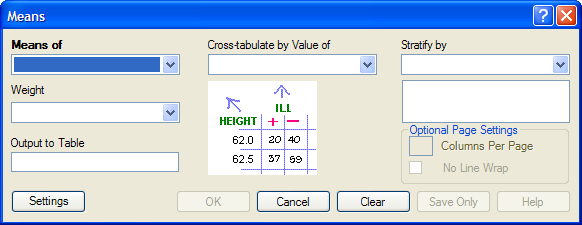 Means
Means of
Cross-tabulate by Value of
Stratify by
Weight
Output to Table
ILL
HEIGHT + −
62.0 20 40
62.5 37 99
Optional Page Settings
Columns Per Page
No Line Wrap
Settings
OK
Cancel
Clear
Save Only
Help